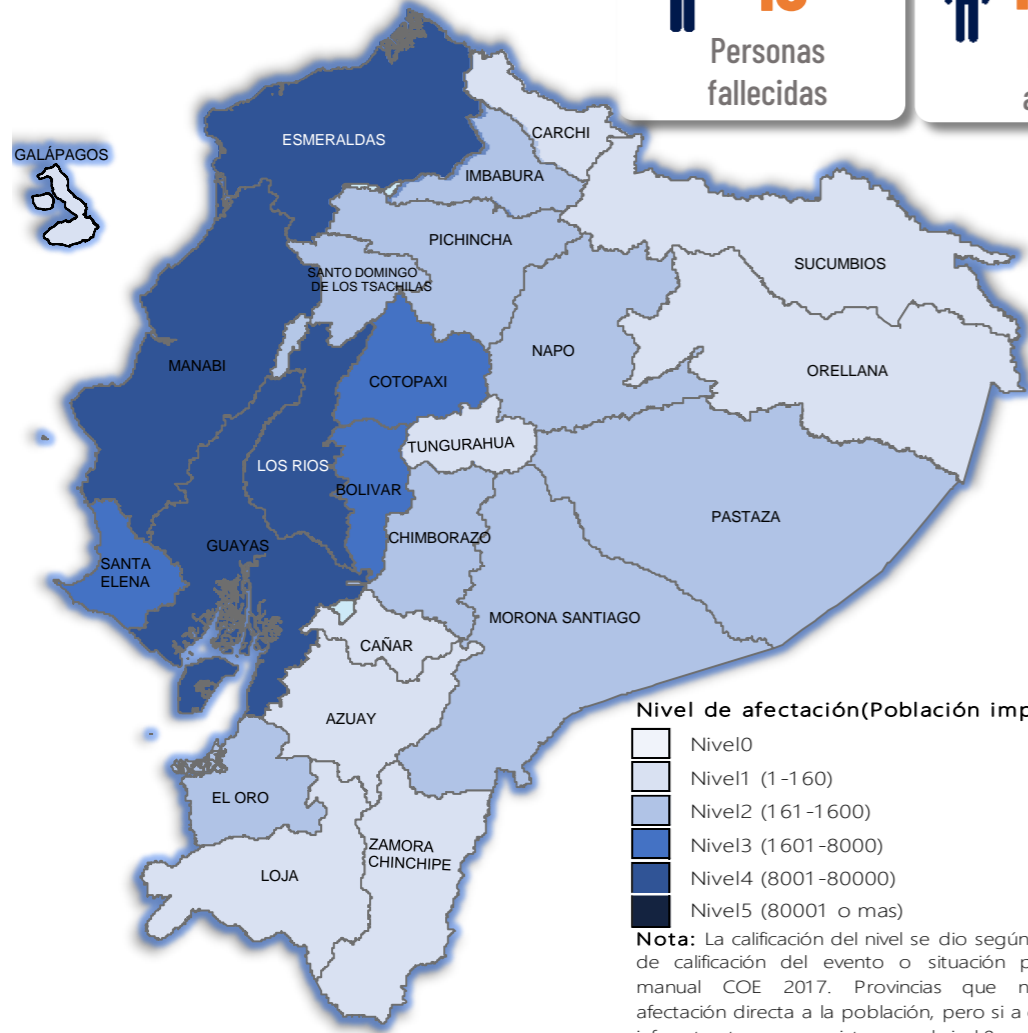 Personas
fallecidas
ESMERALDAS
CARCHI
GALÁPAGOS
IMBABURA
PICHINCHA
SUCUMBIOS
SANTO DOMINGO
DE LOS TSACHILAS
NAPO
MANABI
COTOPAXI
ORELLANA
TUNGURAHUA
LOS RIOS
BOLIVAR
PASTAZA
CHIMBORAZO
GUAYAS
SANTA
ELENA
MORONA SANTIAGO
CAÑAR
AZUAY
EL ORO
ZAMORA
CHINCHIPE
LOJA
Nivel de afectación(Población imp
Nivel0
Nivel1 (1-160)
Nivel2 (161-1600)
Nivel3 (1601-8000)
Nivel4 (8001-80000)
Nivel5 (80001 o mas)
Nota: La calificación del nivel se dio según
de calificación del evento o situación p
manual COE 2017. Provincias que n
afectación directa a la población, pero si a